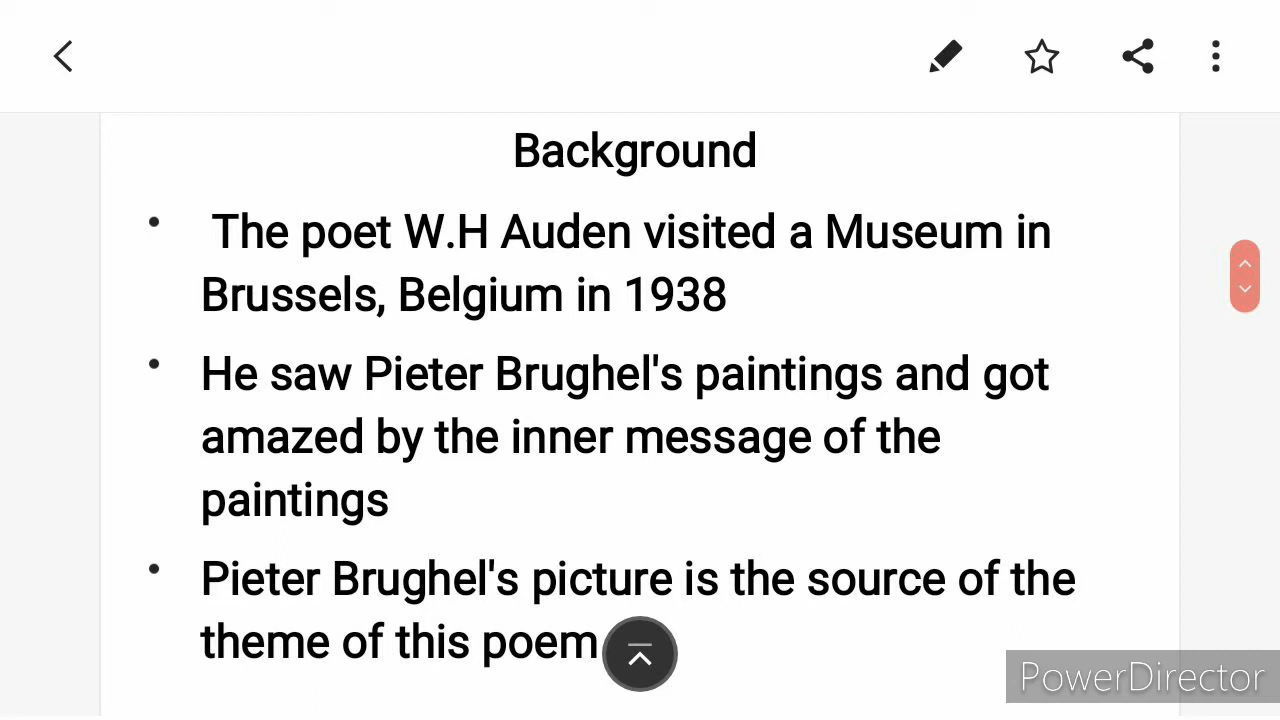 Background
• The poet W.H Auden visited a Museum in
Brussels, Belgium in 1938
• He saw Pieter Brughel's paintings and got
amazed by the inner message of the
paintings
• Pieter Brughel's picture is the source of the
theme of this poem
PowerDirector